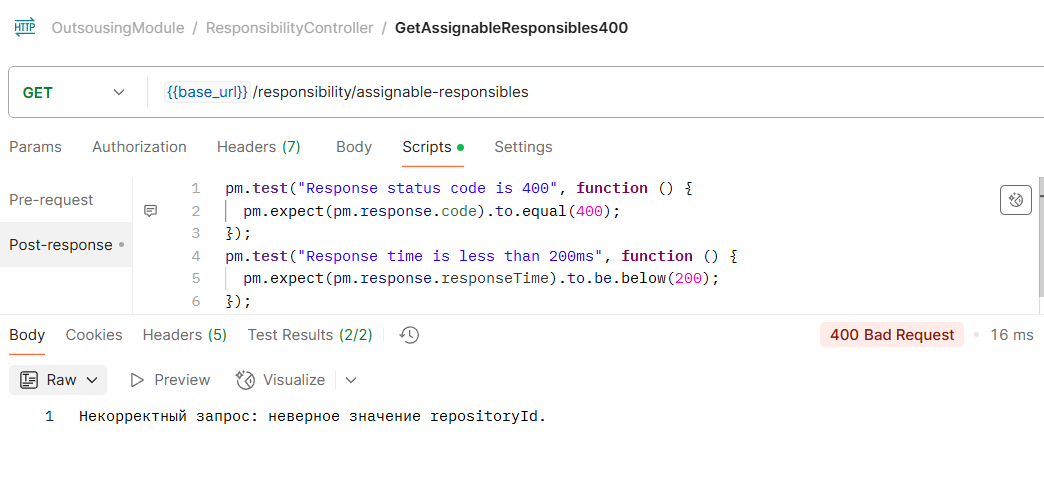 HTTP OutsousingModule / ResponsibilityController / GetAssignableResponsibles400
GET {{base_url}} /responsibility/assignable-responsibles
Params Authorization Headers (7) Body Scripts Settings
Pre-request
Post-response
1 pm.test("Response status code is 400", function () {
2 pm.expect(pm.response.code).to.equal(400);
3 });
4 pm.test("Response time is less than 200ms", function () {
5 pm.expect(pm.response.responseTime).to.be.below(200);
6 });
Body Cookies Headers (5) Test Results (2/2) 400 Bad Request 16 ms
Raw Preview Visualize
1 Некорректный запрос: неверное значение repositoryId.